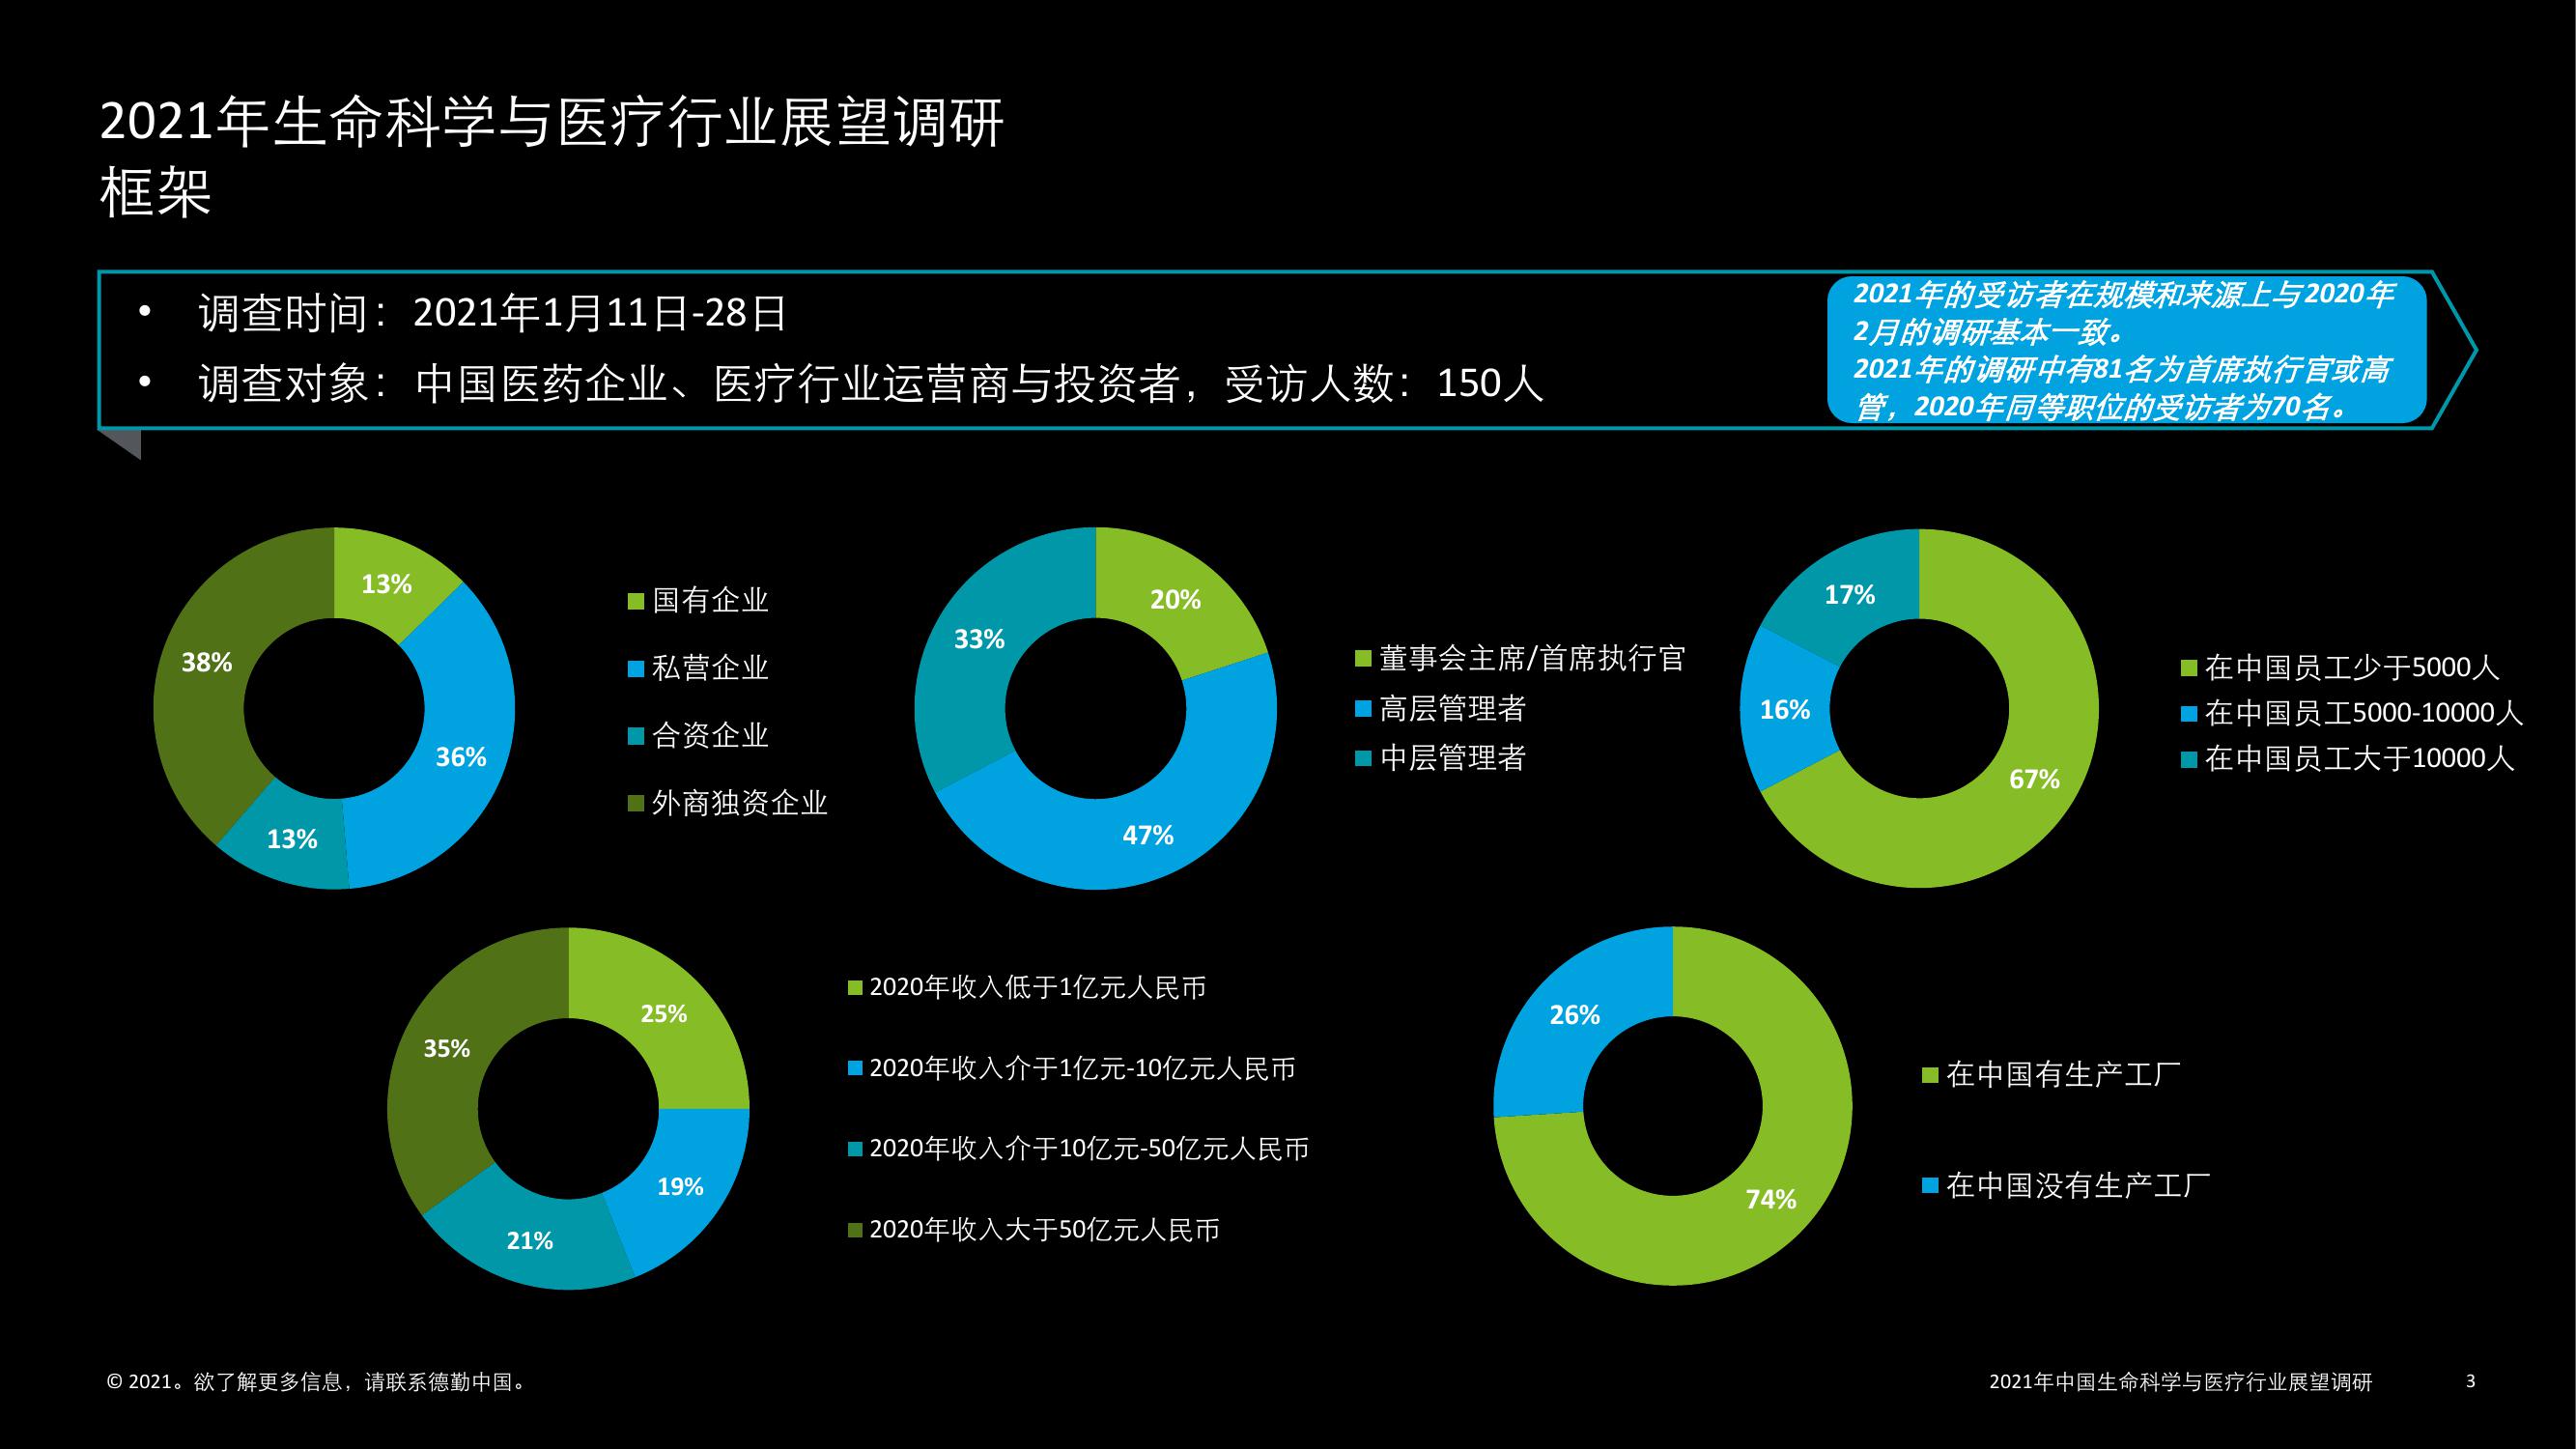 2021年生命科学与医疗行业展望调研
框架
• 调查时间：2021年1月11日-28日
• 调查对象：中国医药企业、医疗行业运营商与投资者，受访人数：150人
2021年的受访者在规模和来源上与2020年
2月的调研基本一致。
2021年的调研中有81名为首席执行官或高
管，2020年同等职位的受访者为70名。
13%
36%
13%
38%
国有企业
私营企业
合资企业
外商独资企业
20%
47%
33%
董事会主席/首席执行官
高层管理者
中层管理者
67%
16%
17%
在中国员工少于5000人
在中国员工5000-10000人
在中国员工大于10000人
25%
19%
21%
35%
2020年收入低于1亿元人民币
2020年收入介于1亿元-10亿元人民币
2020年收入介于10亿元-50亿元人民币
2020年收入大于50亿元人民币
74%
26%
在中国有生产工厂
在中国没有生产工厂
© 2021。欲了解更多信息，请联系德勤中国。
2021年中国生命科学与医疗行业展望调研
3